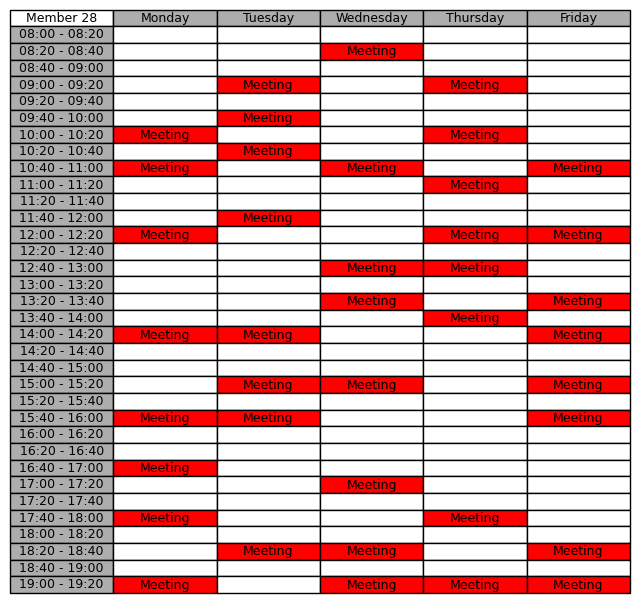 Member 28 Monday Tuesday Wednesday Thursday Friday
08:00 - 08:20
08:20 - 08:40 Meeting
08:40 - 09:00
09:00 - 09:20 Meeting Meeting
09:20 - 09:40
09:40 - 10:00 Meeting
10:00 - 10:20 Meeting Meeting
10:20 - 10:40 Meeting
10:40 - 11:00 Meeting Meeting Meeting
11:00 - 11:20 Meeting
11:20 - 11:40
11:40 - 12:00 Meeting
12:00 - 12:20 Meeting Meeting Meeting
12:20 - 12:40
12:40 - 13:00 Meeting Meeting
13:00 - 13:20
13:20 - 13:40 Meeting Meeting
13:40 - 14:00 Meeting
14:00 - 14:20 Meeting Meeting Meeting
14:20 - 14:40
14:40 - 15:00
15:00 - 15:20 Meeting Meeting Meeting
15:20 - 15:40
15:40 - 16:00 Meeting Meeting Meeting
16:00 - 16:20
16:20 - 16:40
16:40 - 17:00 Meeting
17:00 - 17:20 Meeting
17:20 - 17:40
17:40 - 18:00 Meeting Meeting
18:00 - 18:20
18:20 - 18:40 Meeting Meeting Meeting
18:40 - 19:00
19:00 - 19:20 Meeting Meeting Meeting Meeting